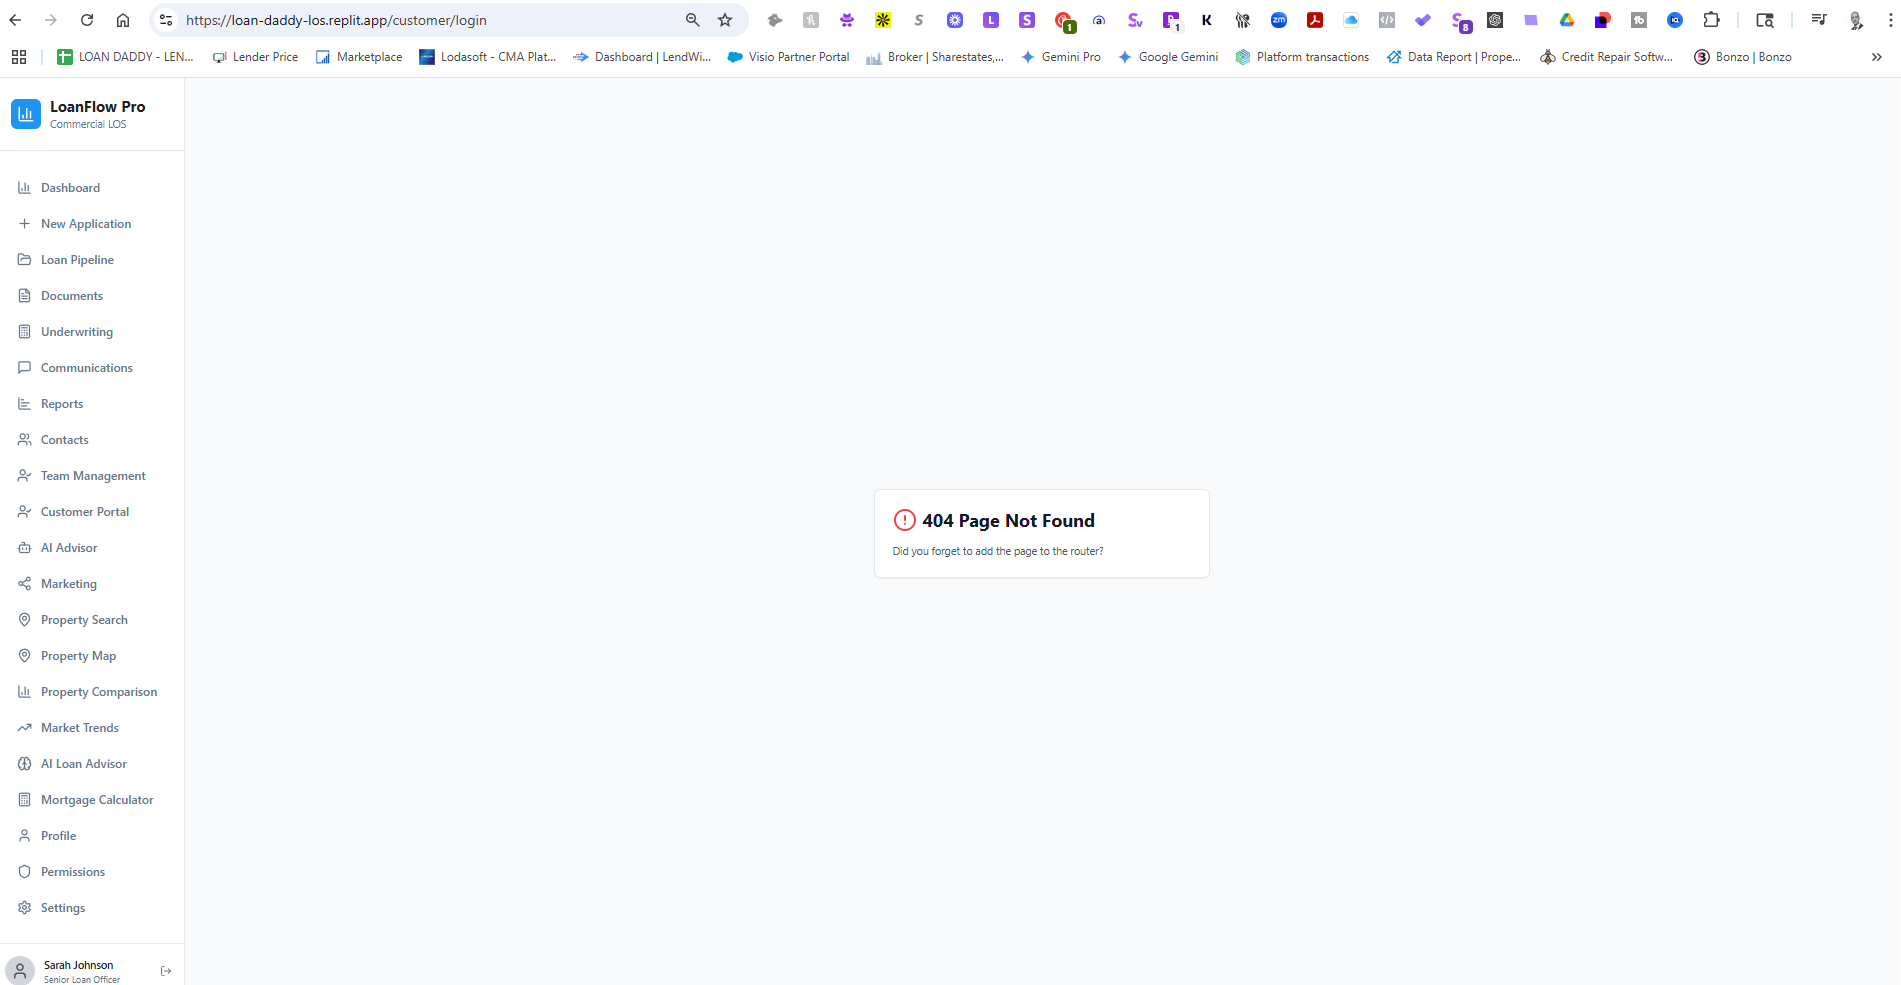 https://loan-daddy-los.replit.app/customer/login
LOAN DADDY - LEN...
Lender Price
Marketplace
Lodasoft - CMA Plat...
Dashboard | LendWi...
Visio Partner Portal
Broker | Sharestates,...
Gemini Pro
Google Gemini
Platform transactions
Data Report | Prope...
Credit Repair Softw...
Bonzo | Bonzo
LoanFlow Pro
Commercial LOS
Dashboard
New Application
Loan Pipeline
Documents
Underwriting
Communications
Reports
Contacts
Team Management
Customer Portal
AI Advisor
Marketing
Property Search
Property Map
Property Comparison
Market Trends
AI Loan Advisor
Mortgage Calculator
Profile
Permissions
Settings
Sarah Johnson
Senior Loan Officer
404 Page Not Found
Did you forget to add the page to the router?